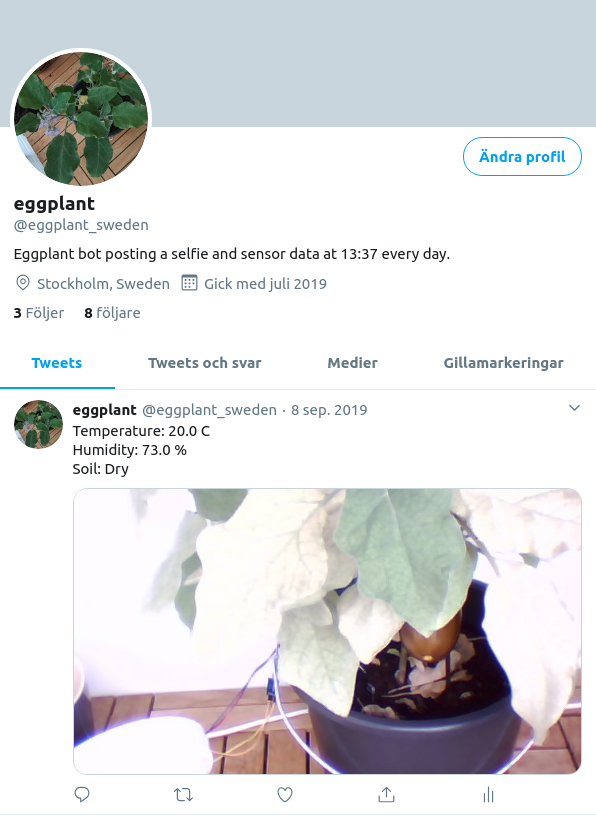 Ändra profil
eggplant
@eggplant_sweden
Eggplant bot posting a selfie and sensor data at 13:37 every day.
Stockholm, Sweden Gick med juli 2019
3 Följer 8 följare
Tweets Tweets och svar Medier Gillamarkeringar
eggplant @eggplant_sweden · 8 sep. 2019
Temperature: 20.0 C
Humidity: 73.0 %
Soil: Dry